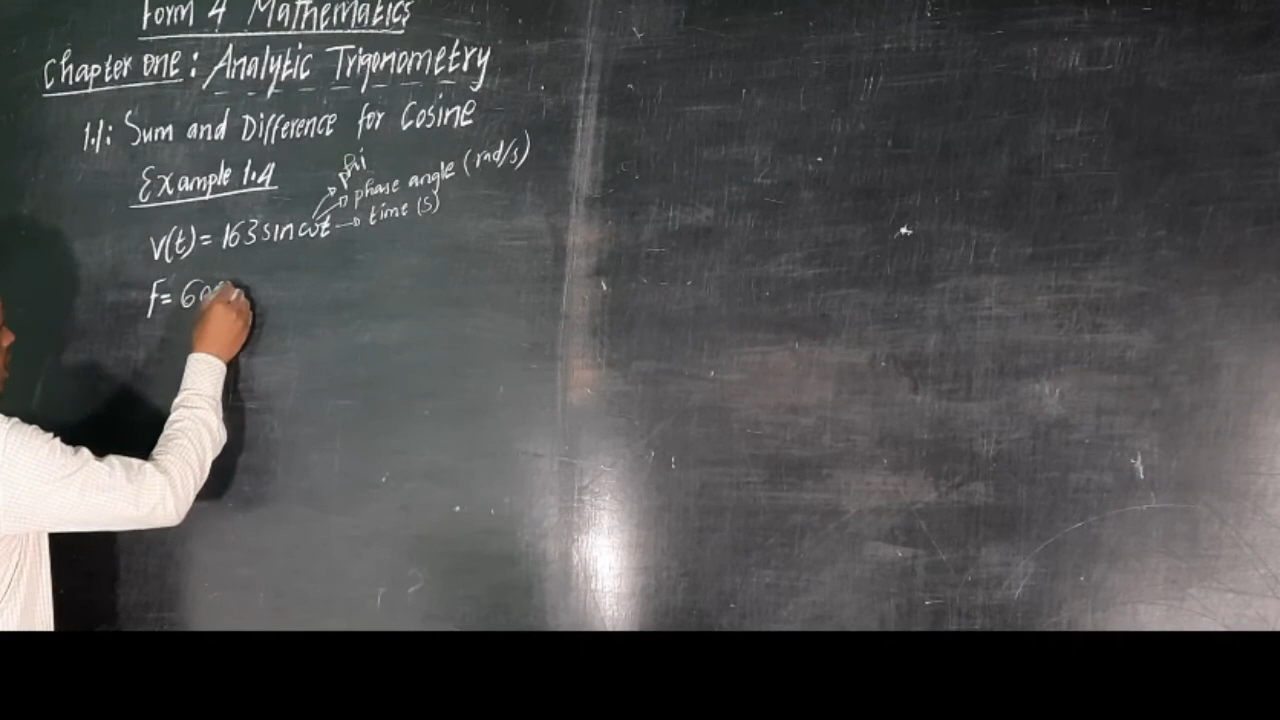 Form 4 Mathematics
Chapter one: Analytic Trigonometry
1.1: Sum and Difference for Cosine
Example 1.4
phi
phase angle (rad/s)
v(t) = 163 sin ωt → time (s)
F= 60